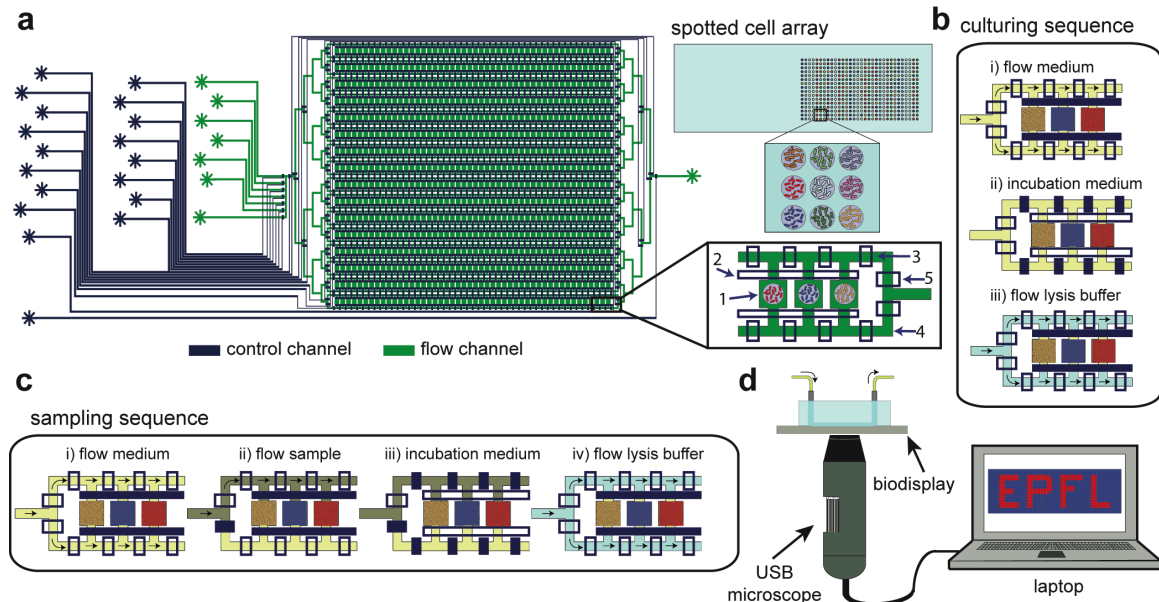 a
spotted cell array
control channel
flow channel
1
2
3
4
5
b
culturing sequence
i) flow medium
ii) incubation medium
iii) flow lysis buffer
c
sampling sequence
i) flow medium
ii) flow sample
iii) incubation medium
iv) flow lysis buffer
d
biodisplay
USB
microscope
EPFL
laptop